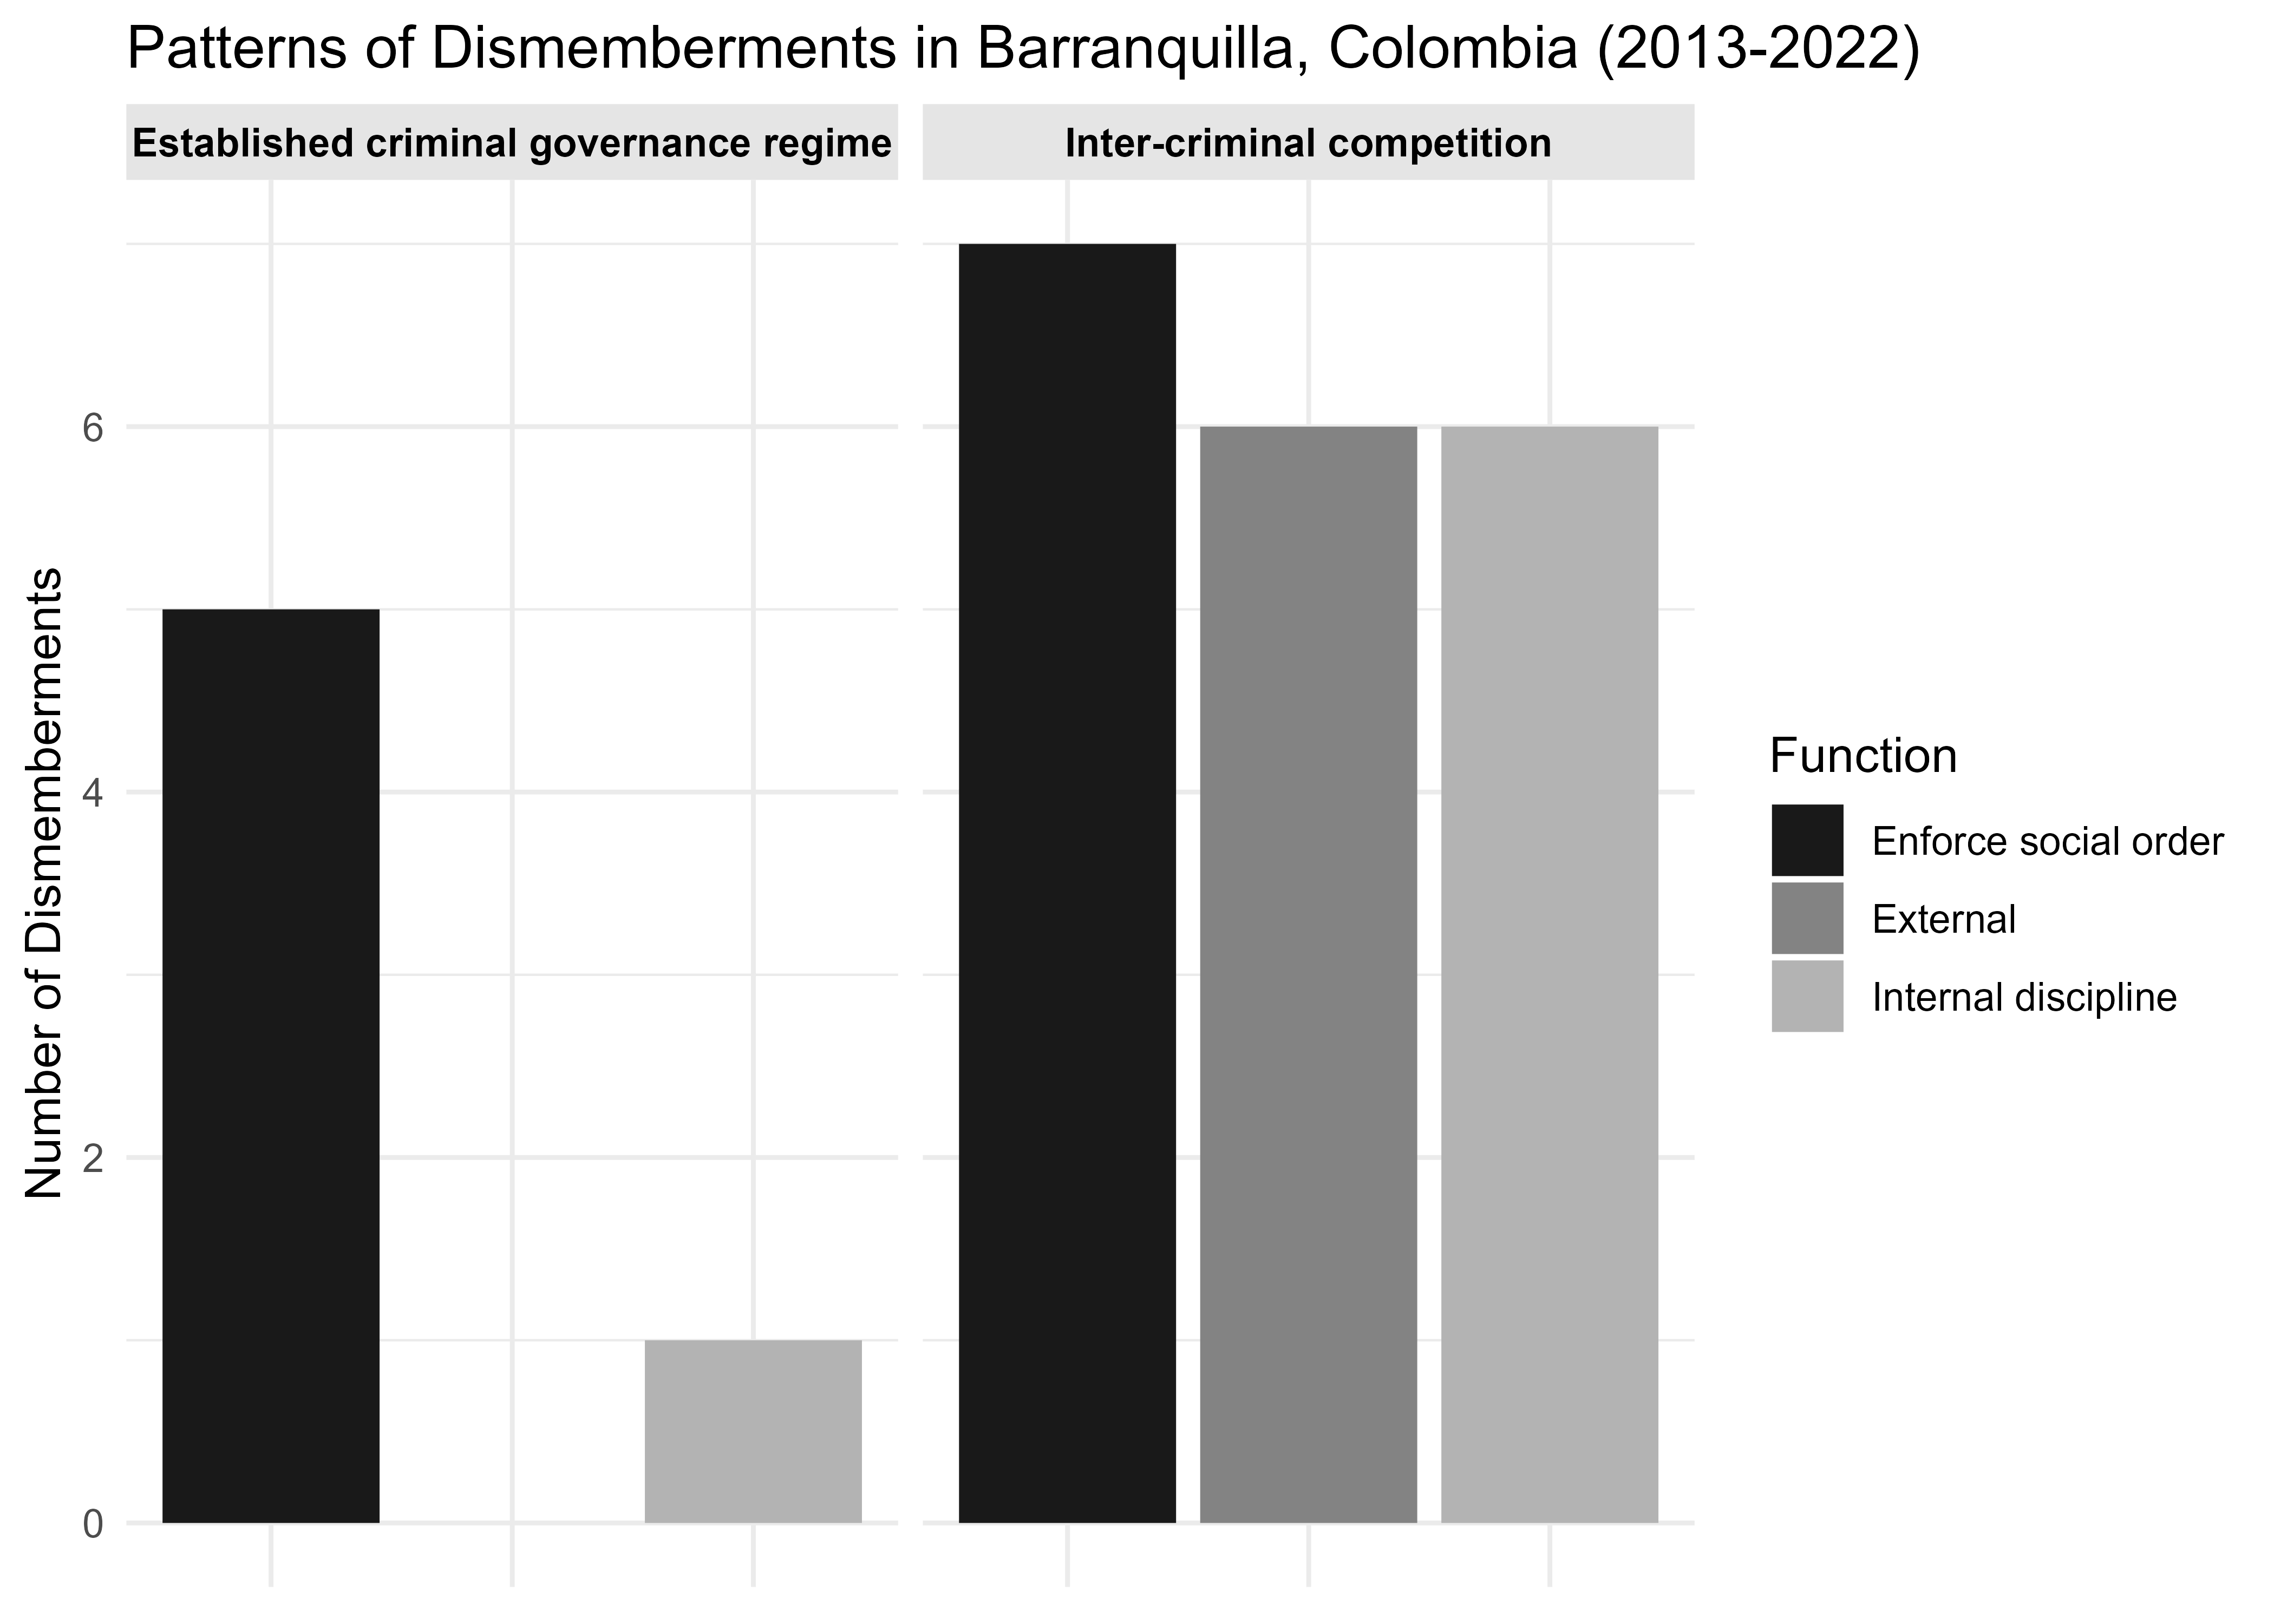 Patterns of Dismemberments in Barranquilla, Colombia (2013-2022)
Established criminal governance regime
Inter-criminal competition
Number of Dismemberments
6
4
2
0
Function
Enforce social order
External
Internal discipline